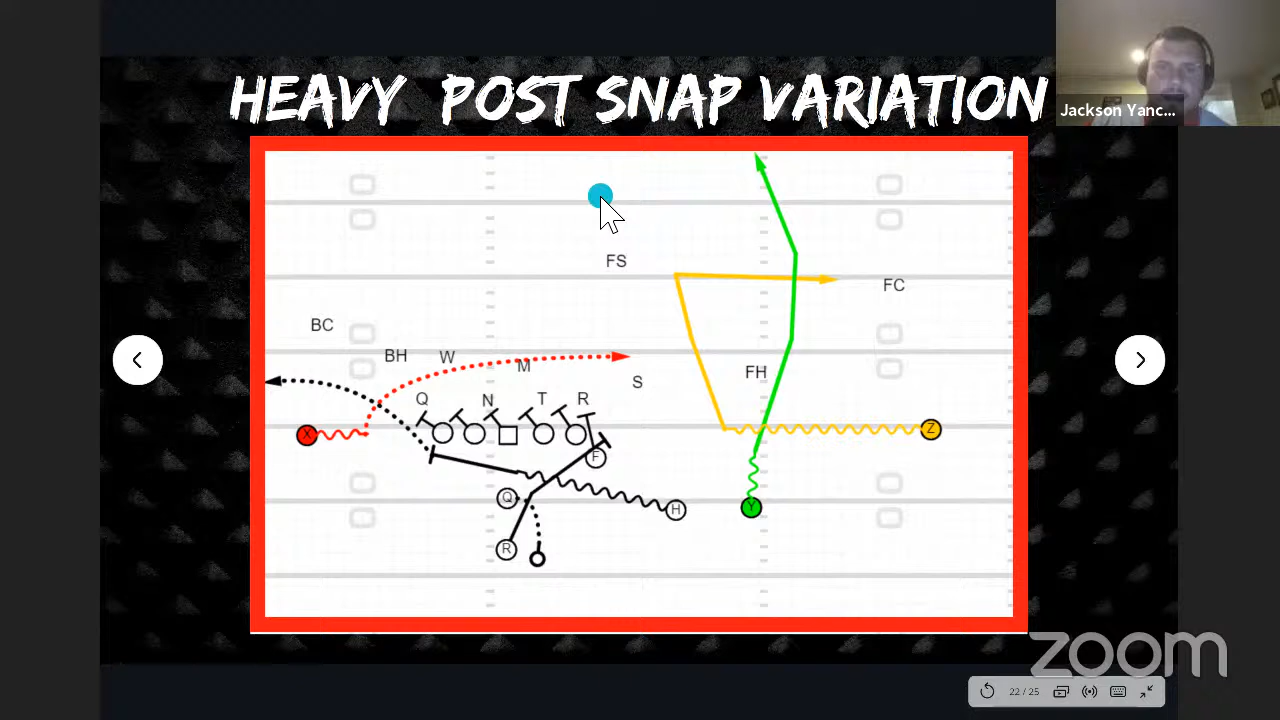 HEAVY POST SNAP VARIATION
Jackson Yanc...
FS
FC
BC
BH
W
M
S
FH
Q
N
T
R
X
Z
F
Q
H
Y
R
zoom
22 / 25